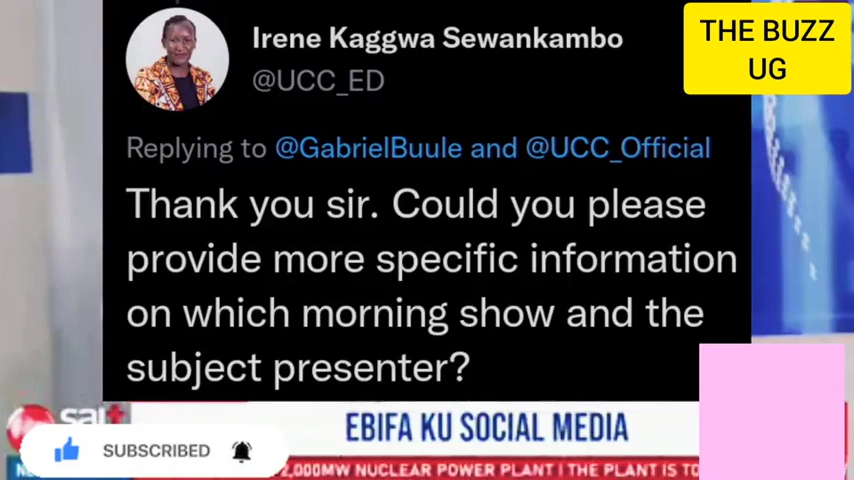 Irene Kaggwa Sewankambo
THE BUZZ
UG
@UCC_ED
Replying to @GabrielBuule and @UCC_Official
Thank you sir. Could you please
provide more specific information
on which morning show and the
subject presenter?
salt
EBIFA KU SOCIAL MEDIA
SUBSCRIBED
2,000MW NUCLEAR POWER PLANT I THE PLANT IS TO